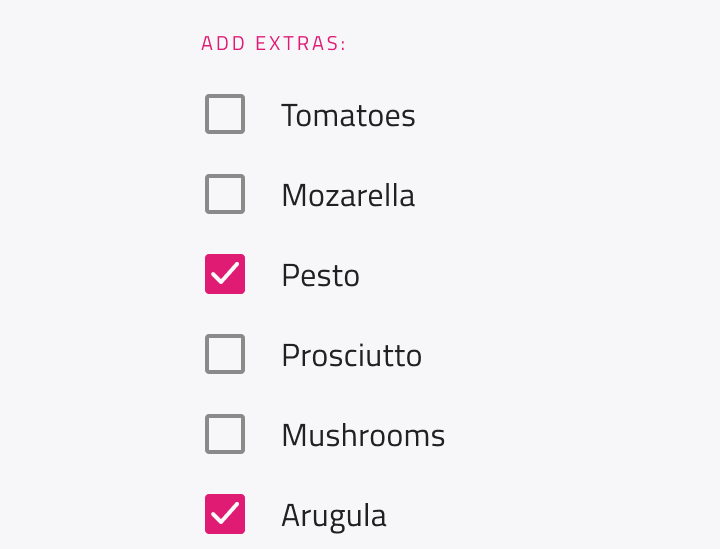 ADD EXTRAS:
Tomatoes
Mozarella
Pesto
Prosciutto
Mushrooms
Arugula